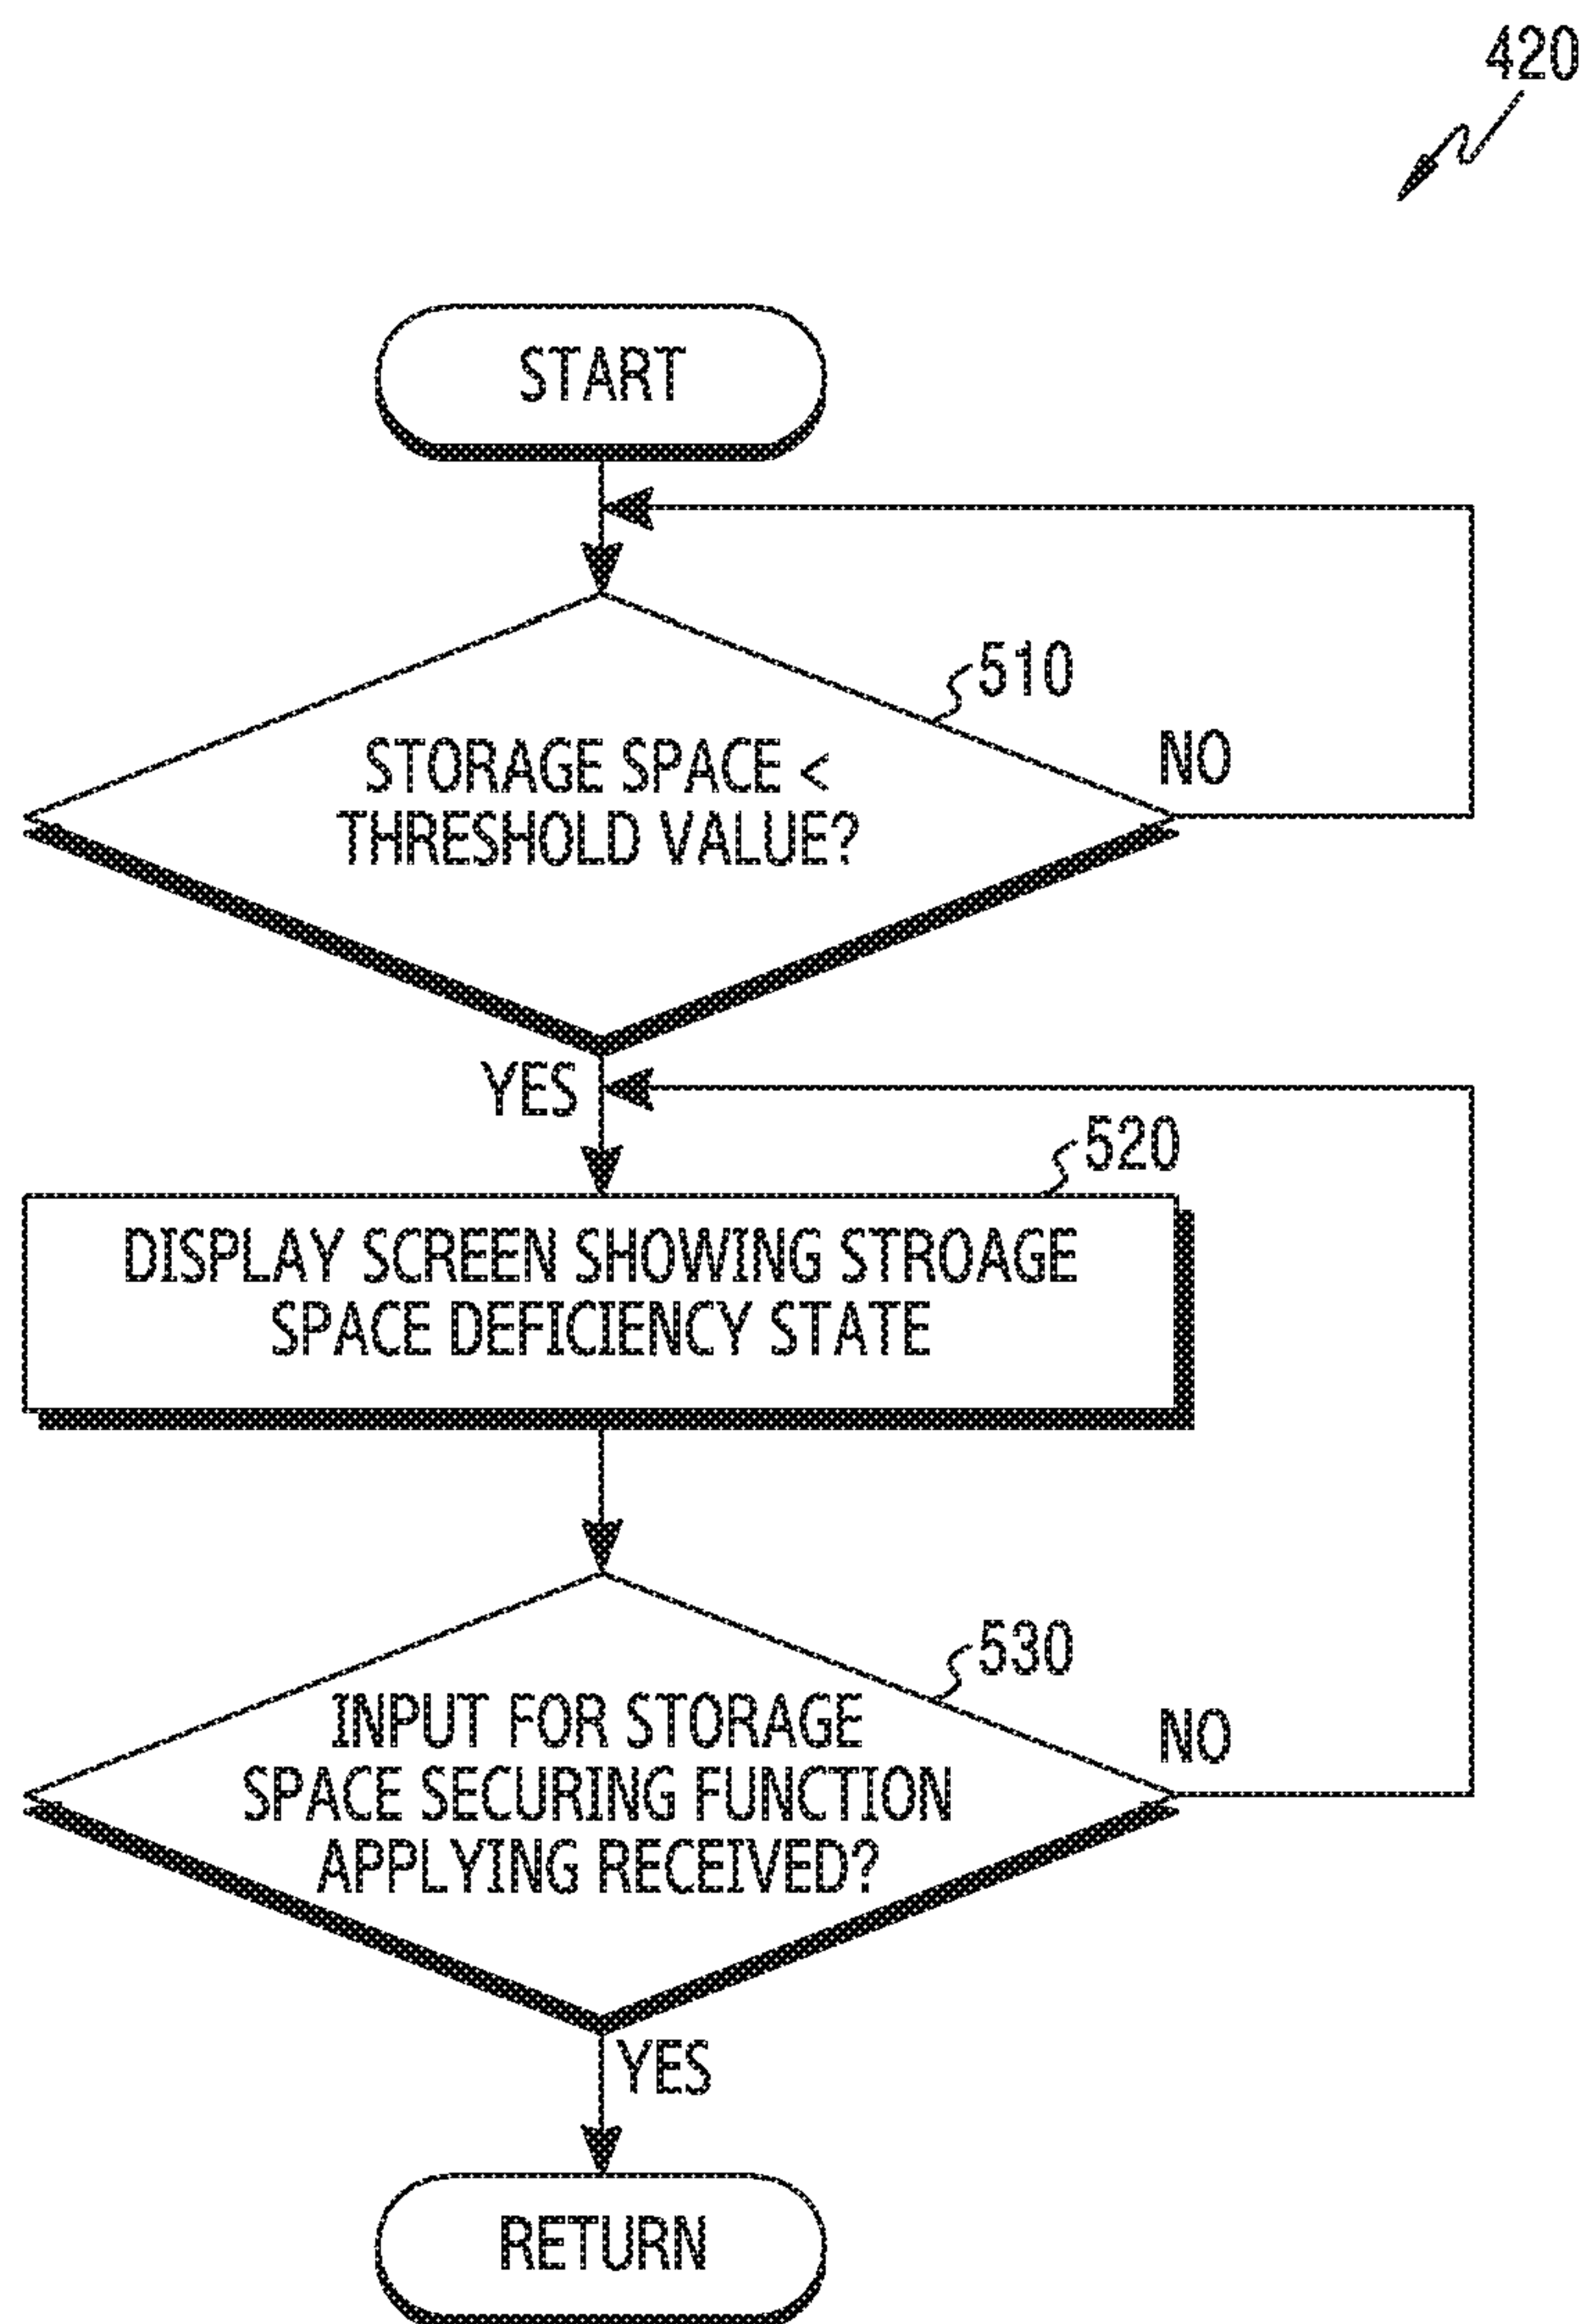 420
START
510
STORAGE SPACE <
THRESHOLD VALUE?
NO
YES
520
DISPLAY SCREEN SHOWING STROAGE
SPACE DEFICIENCY STATE
530
INPUT FOR STORAGE
SPACE SECURING FUNCTION
APPLYING RECEIVED?
NO
YES
RETURN